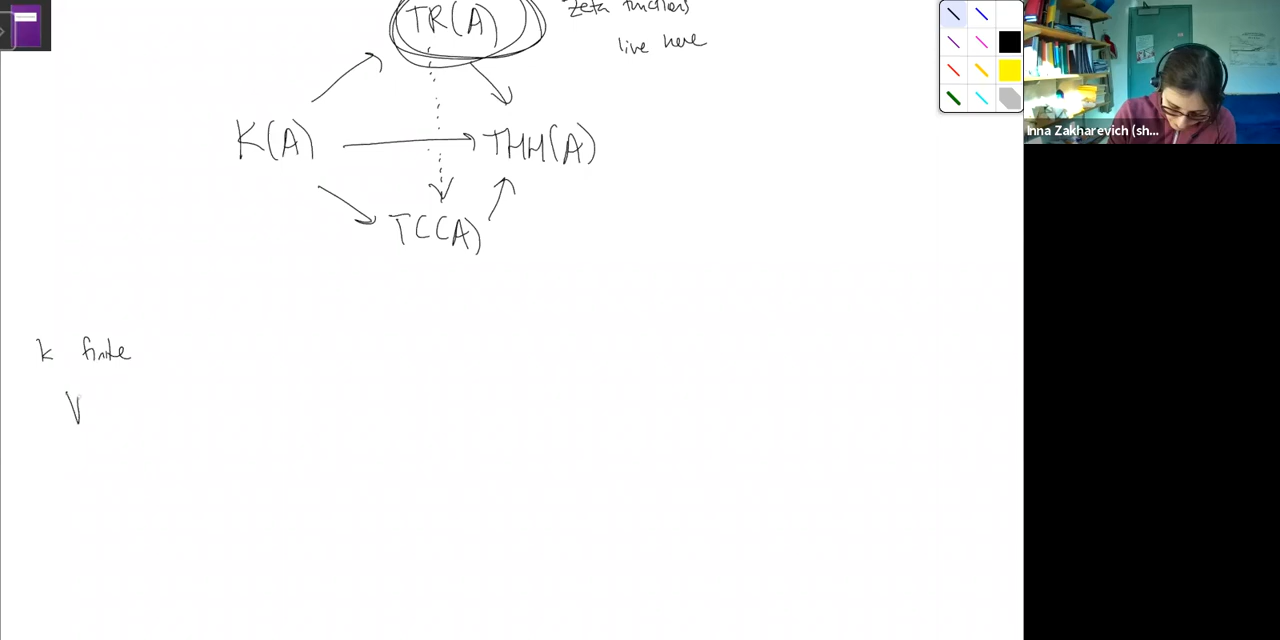 TR(A) zeta functions
live here
K(A) THH(A)
TC(A)
k finite
V
Inna Zakharevich (sh...